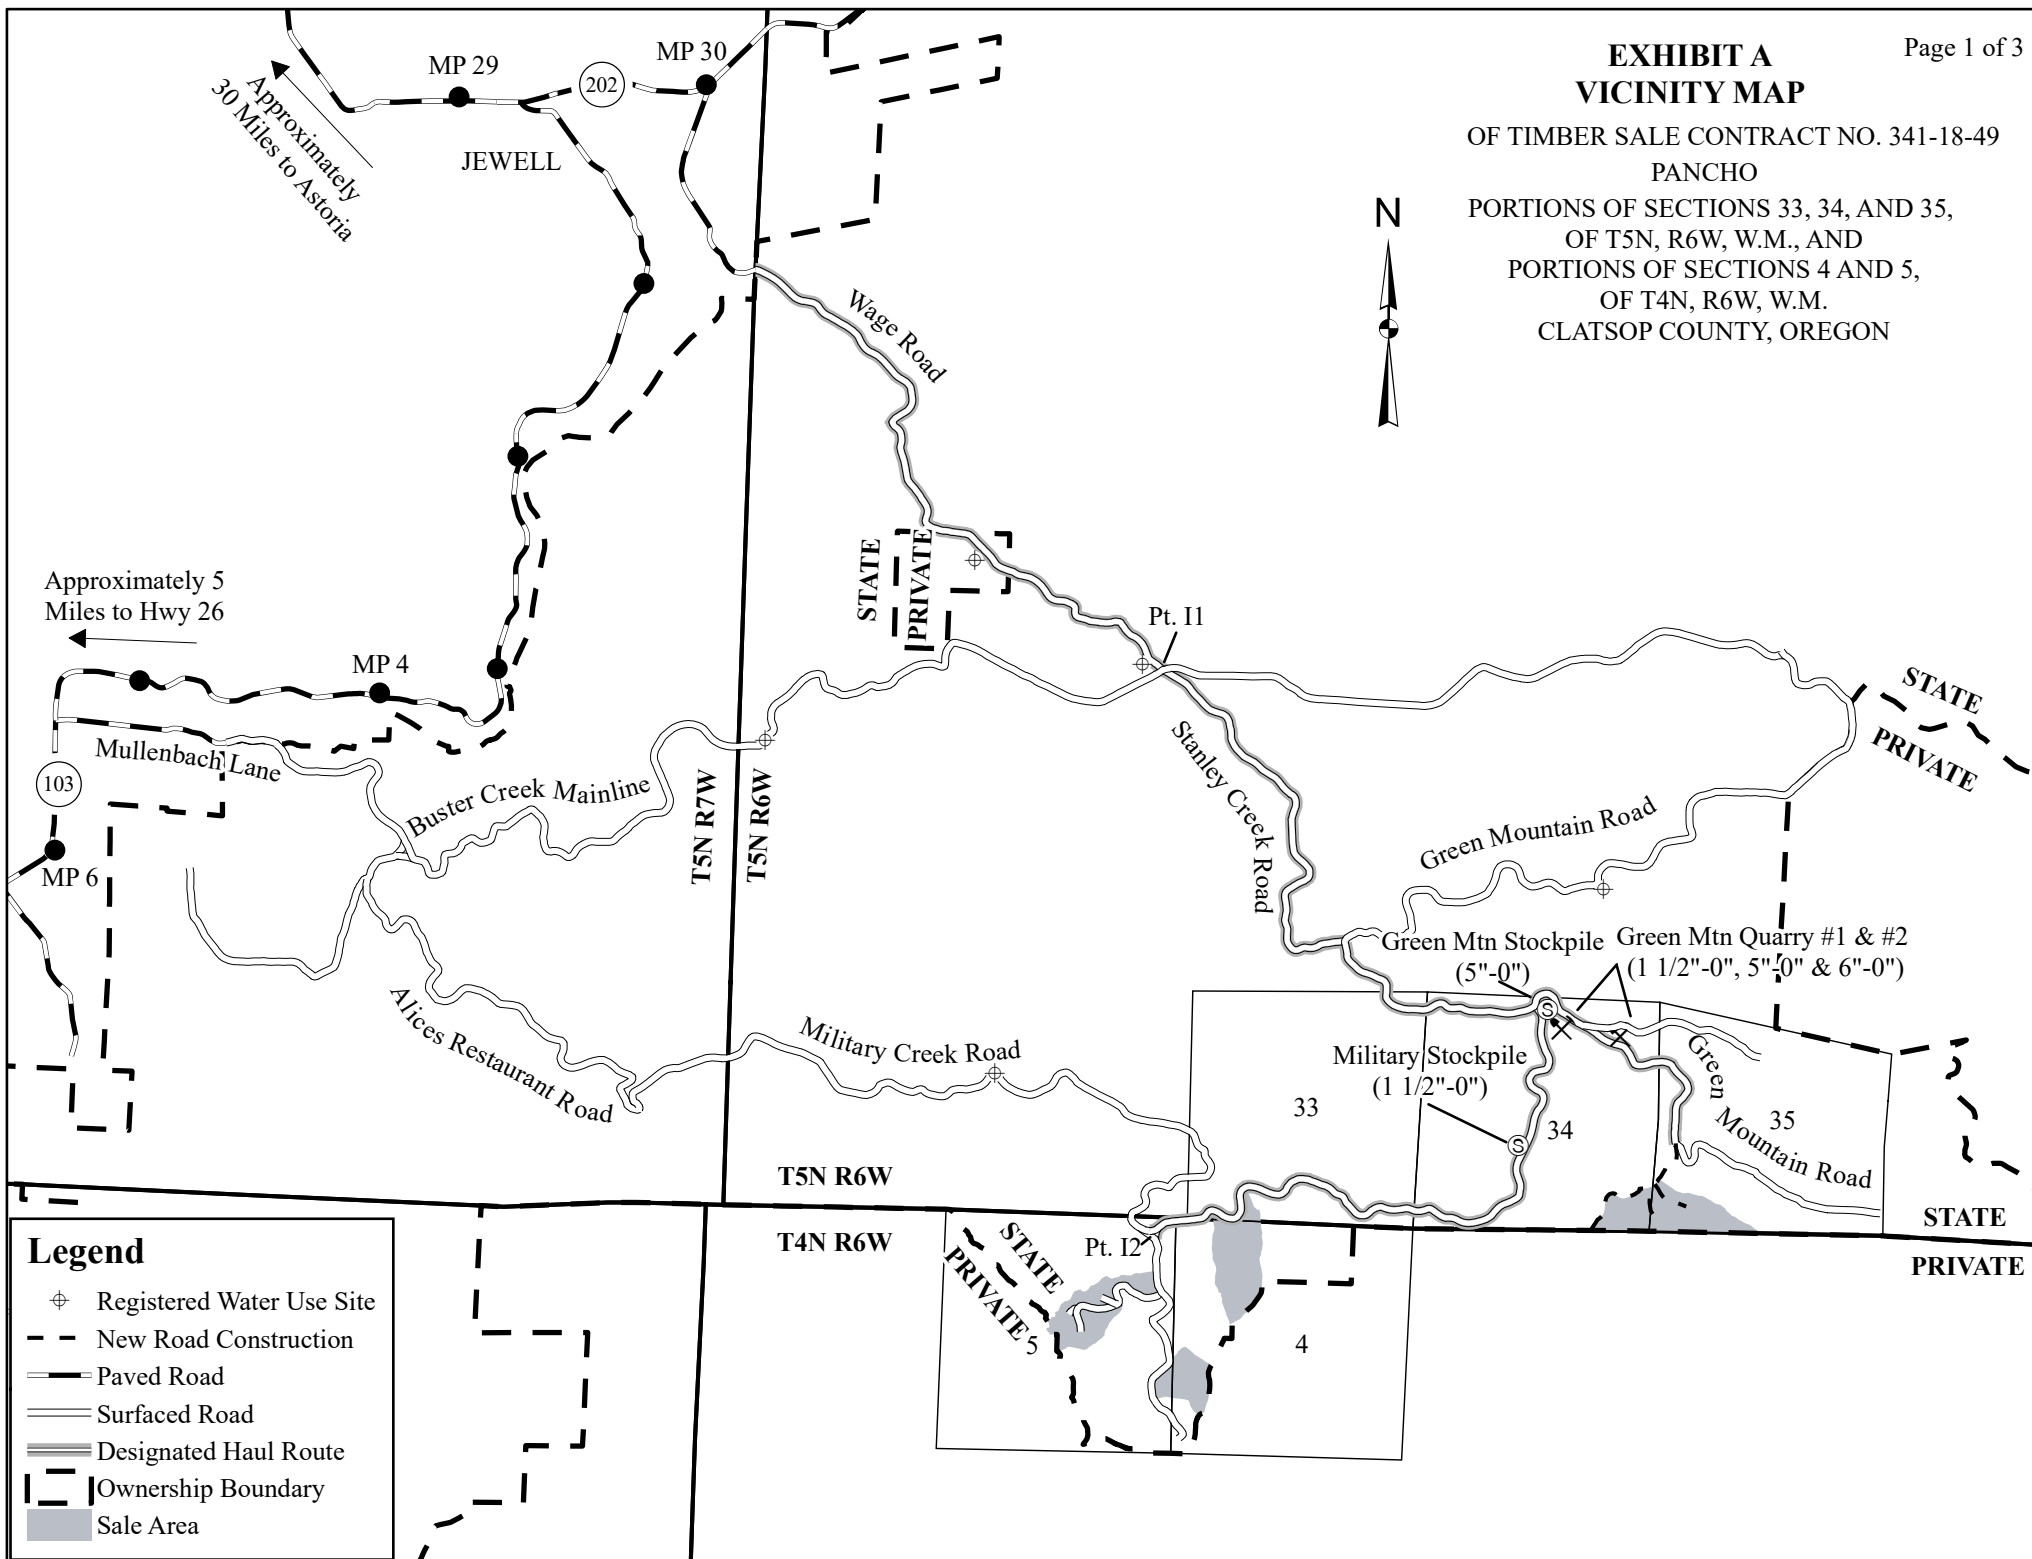 Page 1 of 3
EXHIBIT A
VICINITY MAP
OF TIMBER SALE CONTRACT NO. 341-18-49
PANCHO
PORTIONS OF SECTIONS 33, 34, AND 35,
OF T5N, R6W, W.M., AND
PORTIONS OF SECTIONS 4 AND 5,
OF T4N, R6W, W.M.
CLATSOP COUNTY, OREGON
N
MP 29
202
MP 30
Approximately
30 Miles to Astoria
JEWELL
Wage Road
STATE
PRIVATE
Approximately 5
Miles to Hwy 26
MP 4
Pt. I1
STATE
PRIVATE
Mullenbach Lane
103
MP 6
Buster Creek Mainline
T5N R7W
T5N R6W
Stanley Creek Road
Green Mountain Road
Green Mtn Stockpile
(5"-0")
Green Mtn Quarry #1 & #2
(1 1/2"-0", 5"-0" & 6"-0")
S
Alices Restaurant Road
Military Creek Road
Military Stockpile
(1 1/2"-0")
S
33
34
35
Green
Mountain Road
T5N R6W
T4N R6W
STATE
PRIVATE
Pt. I2
STATE
PRIVATE
5
4
Legend
Registered Water Use Site
New Road Construction
Paved Road
Surfaced Road
Designated Haul Route
Ownership Boundary
Sale Area